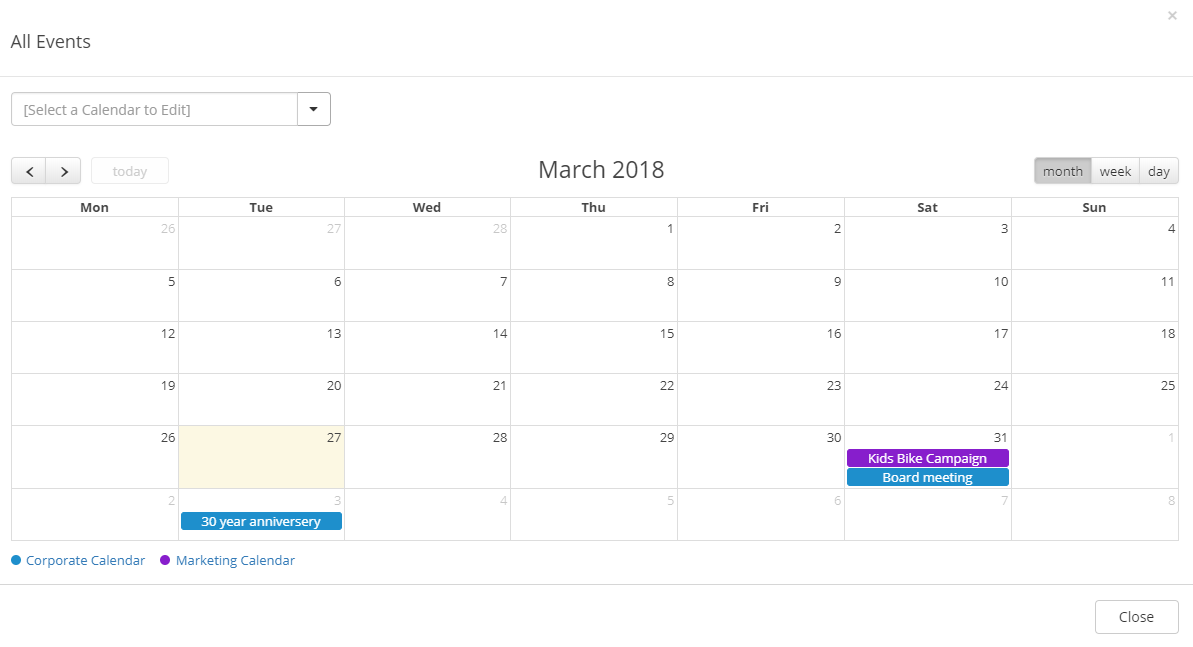 ×
All Events
[Select a Calendar to Edit]
today March 2018 month week day
Mon Tue Wed Thu Fri Sat Sun
26 27 28 1 2 3 4
5 6 7 8 9 10 11
12 13 14 15 16 17 18
19 20 21 22 23 24 25
26 27 28 29 30 31 1
Kids Bike Campaign
Board meeting
2 3 4 5 6 7 8
30 year anniversery
Corporate Calendar Marketing Calendar
Close